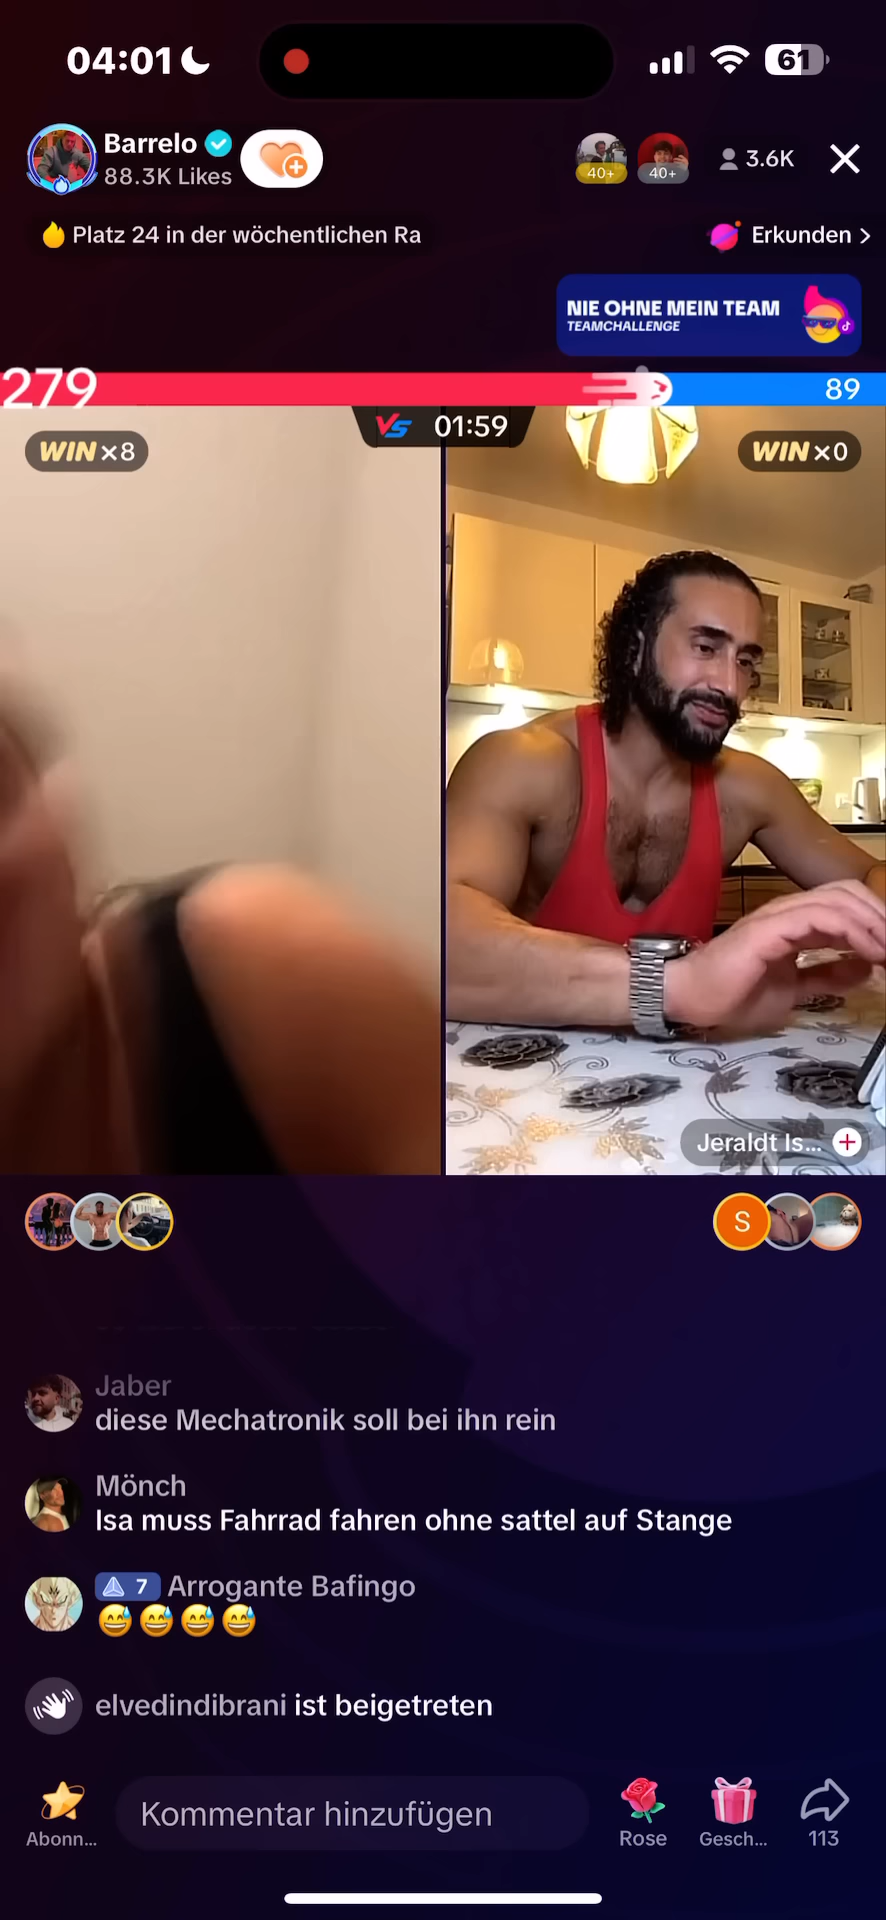 04:01
61
Barrelo
88.3K Likes
40+
40+
3.6K
Platz 24 in der wöchentlichen Ra
Erkunden >
NIE OHNE MEIN TEAM
TEAMCHALLENGE
279
89
VS 01:59
WIN x8
WIN x0
Jeraldt Is...
S
Jaber
diese Mechatronik soll bei ihn rein
Mönch
Isa muss Fahrrad fahren ohne sattel auf Stange
7 Arrogante Bafingo
😅😅😅😅
elvedindibrani ist beigetreten
Abonn...
Kommentar hinzufügen
Rose
Gesch...
113